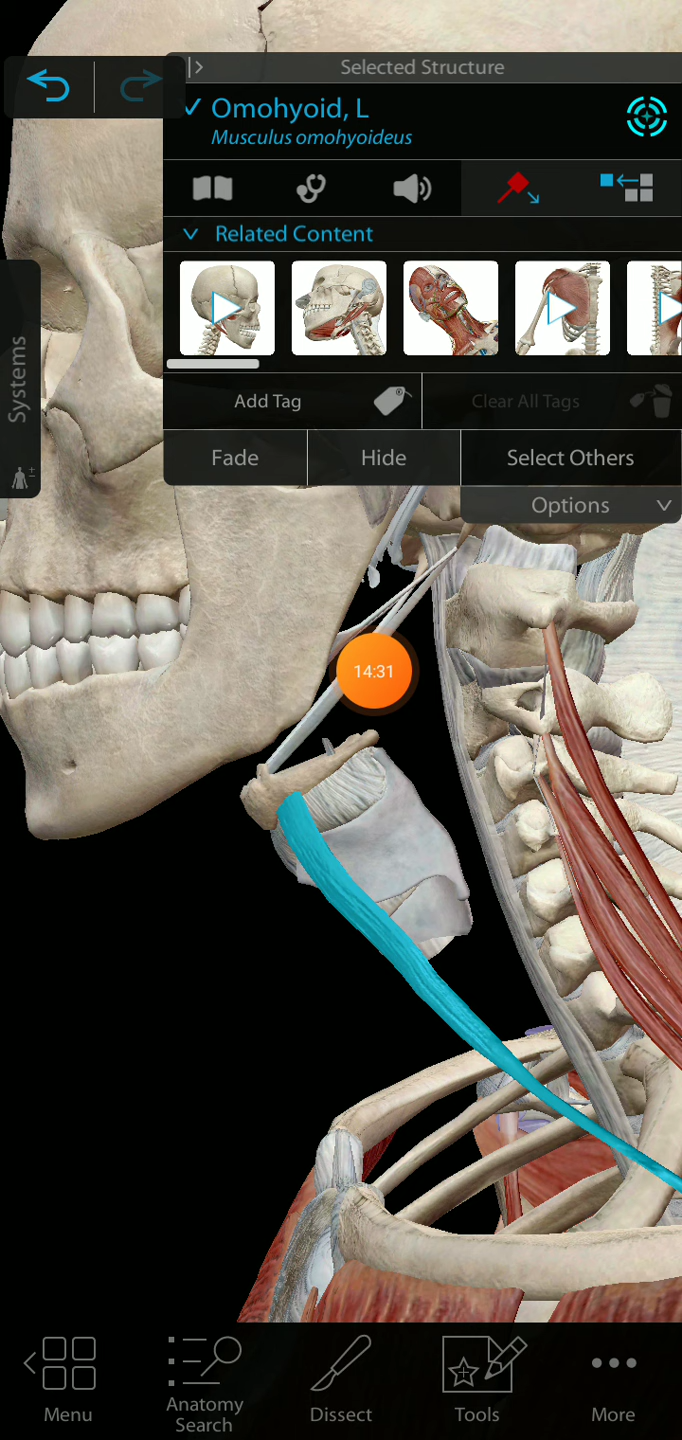 Selected Structure
Omohyoid, L
Musculus omohyoideus
Related Content
Systems
Add Tag
Clear All Tags
Fade
Hide
Select Others
Options
14:31
Menu
Anatomy
Search
Dissect
Tools
More